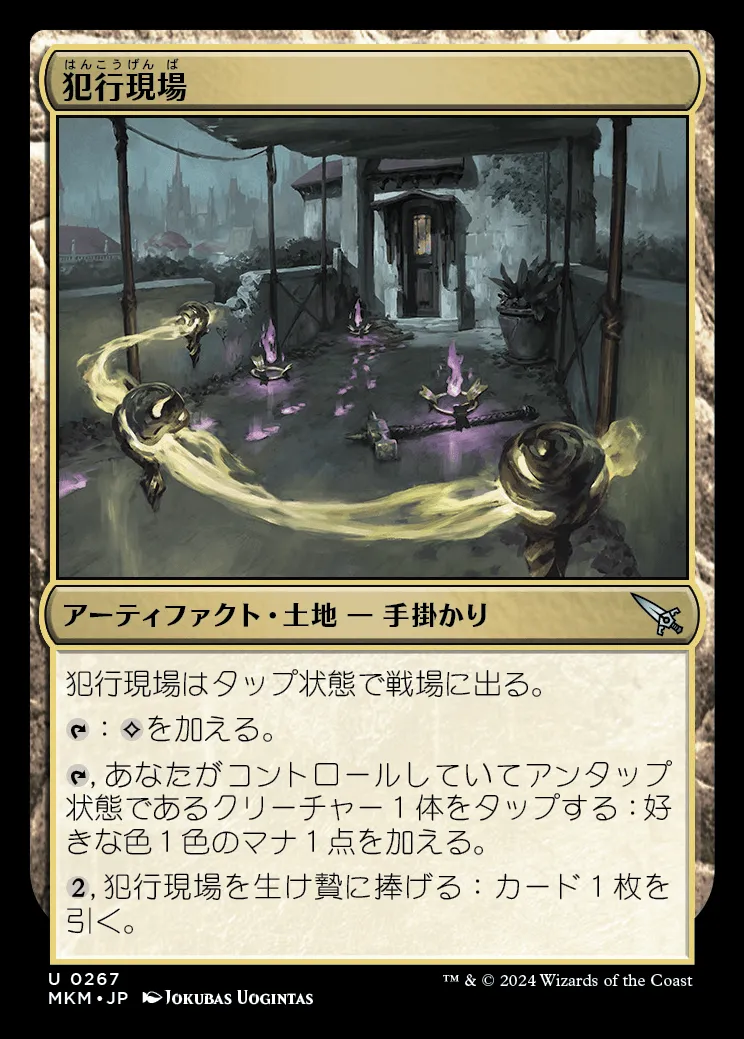 はんこうげんば
犯行現場
アーティファクト・土地 ― 手掛かり
犯行現場はタップ状態で戦場に出る。
：を加える。
,あなたがコントロールしていてアンタップ
状態であるクリーチャー１体をタップする：好
きな色１色のマナ１点を加える。
2,犯行現場を生け贄に捧げる：カード１枚を
引く。
U 0267
MKM・JP JOKUBAS UOGINTAS
™ & © 2024 Wizards of the Coast